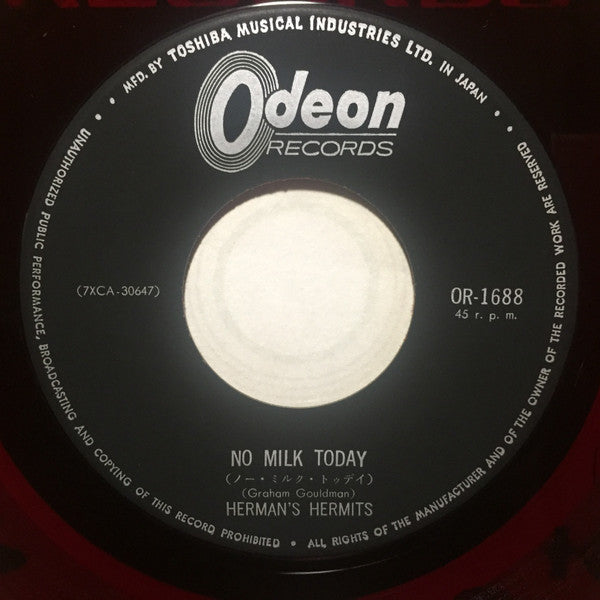 • MFD. BY TOSHIBA MUSICAL INDUSTRIES LTD. IN JAPAN •
Odeon
RECORDS
(7XCA-30647)
OR-1688
45 r. p. m.
NO MILK TODAY
(ノー・ミルク・トゥデイ)
(Graham Gouldman)
HERMAN'S HERMITS
• UNAUTHORIZED PUBLIC PERFORMANCE, BROADCASTING AND COPYING OF THIS RECORD PROHIBITED • ALL RIGHTS OF THE MANUFACTURER AND OF THE OWNER OF THE RECORDED WORK ARE RESERVED •